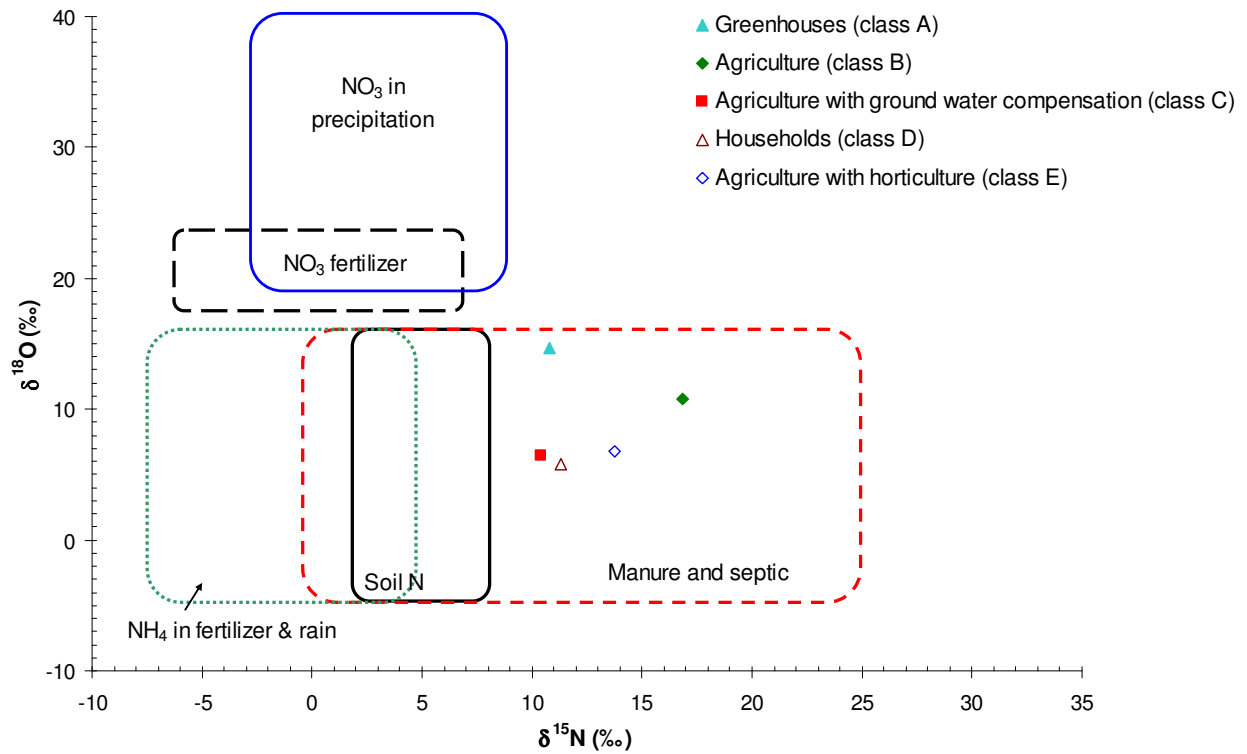 40
30
20
10
0
-10
-10
-5
0
5
10
15
20
25
30
35
δ ¹⁸O (‰)
δ ¹⁵N (‰)
Greenhouses (class A)
Agriculture (class B)
Agriculture with ground water compensation (class C)
Households (class D)
Agriculture with horticulture (class E)
NO₃ in
precipitation
NO₃ fertilizer
Soil N
Manure and septic
NH₄ in fertilizer & rain